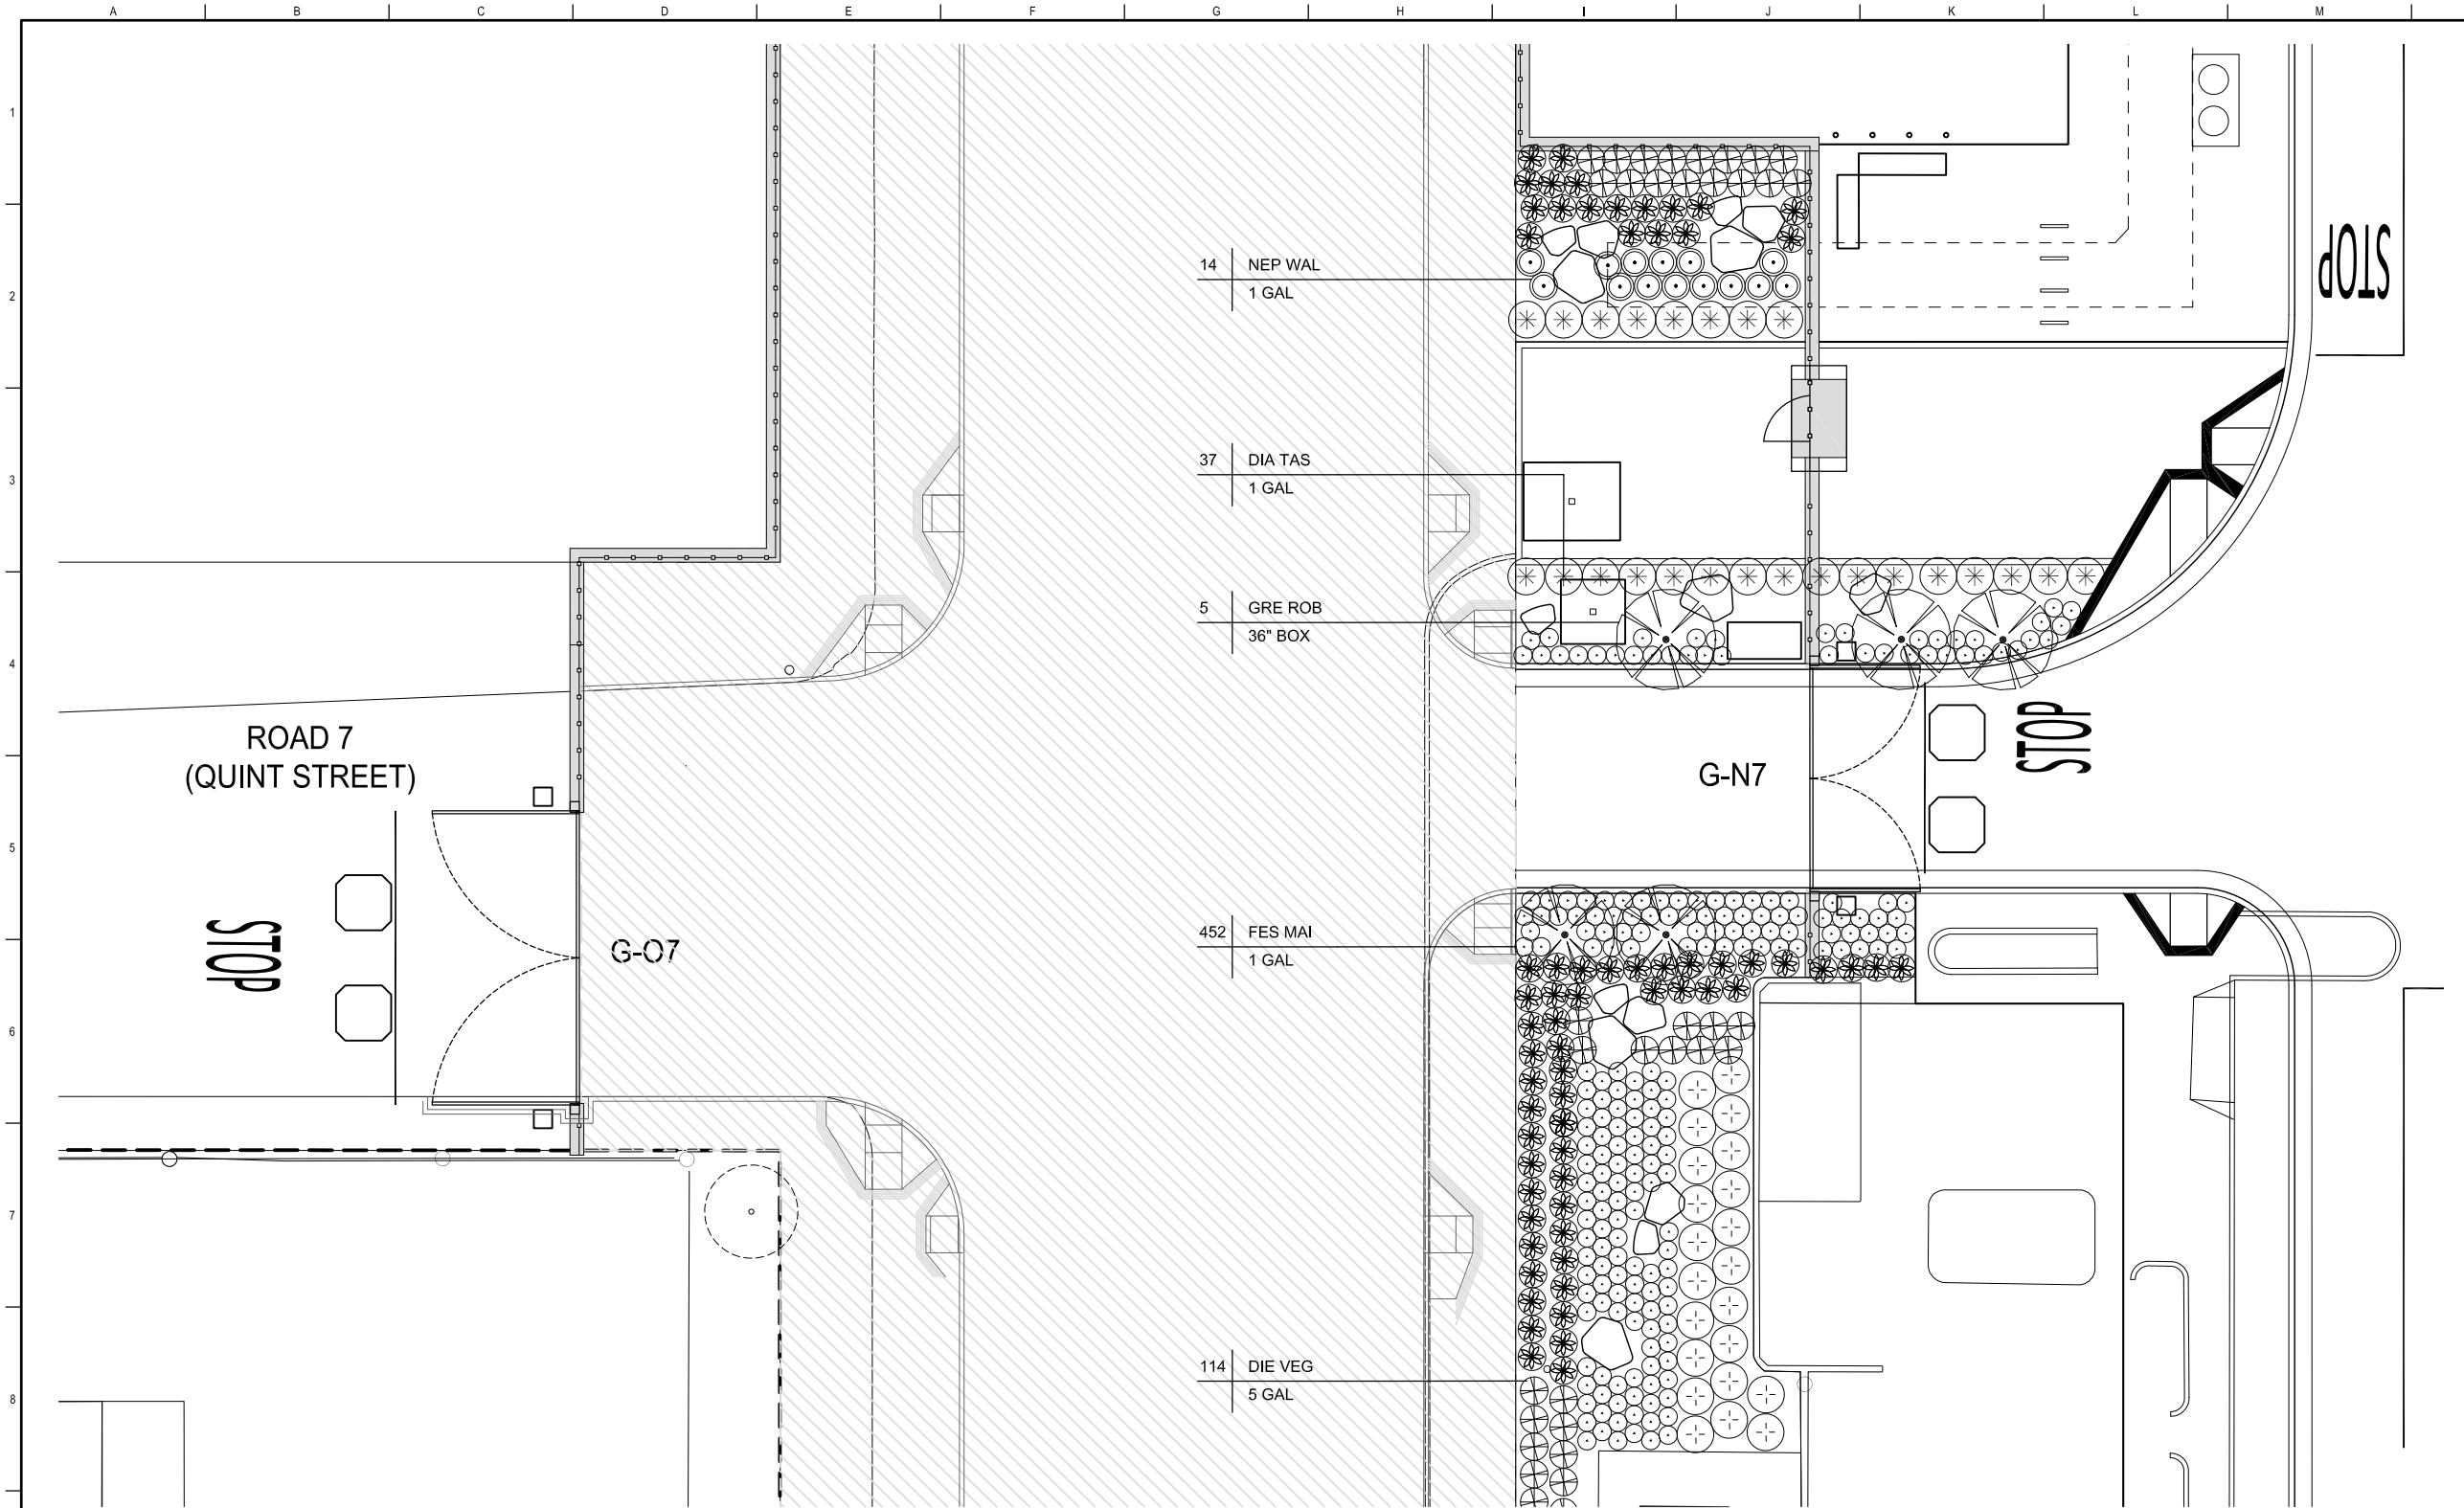 A B C D E F G H I J K L M
1
2
3
4
5
6
7
8
14 NEP WAL
1 GAL
STOP
37 DIA TAS
1 GAL
5 GRE ROB
36" BOX
ROAD 7
(QUINT STREET)
STOP
G-N7
STOP
G-O7
452 FES MAI
1 GAL
114 DIE VEG
5 GAL